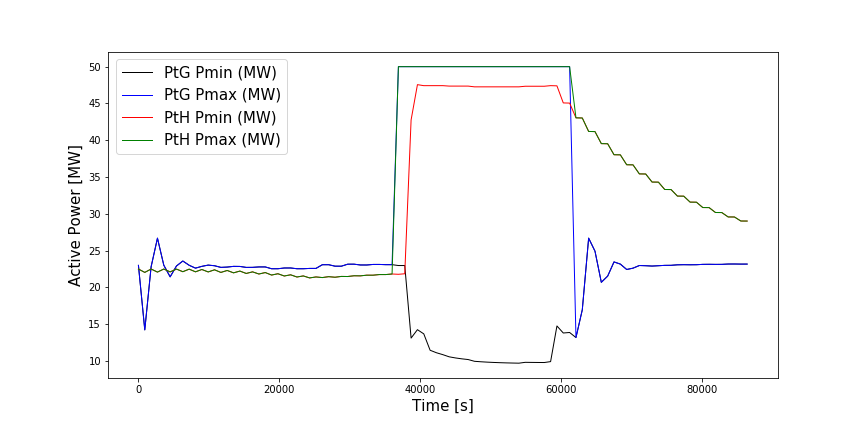 PtG Pmin (MW)
PtG Pmax (MW)
PtH Pmin (MW)
PtH Pmax (MW)
Active Power [MW]
50
45
40
35
30
25
20
15
10
0
20000
40000
60000
80000
Time [s]